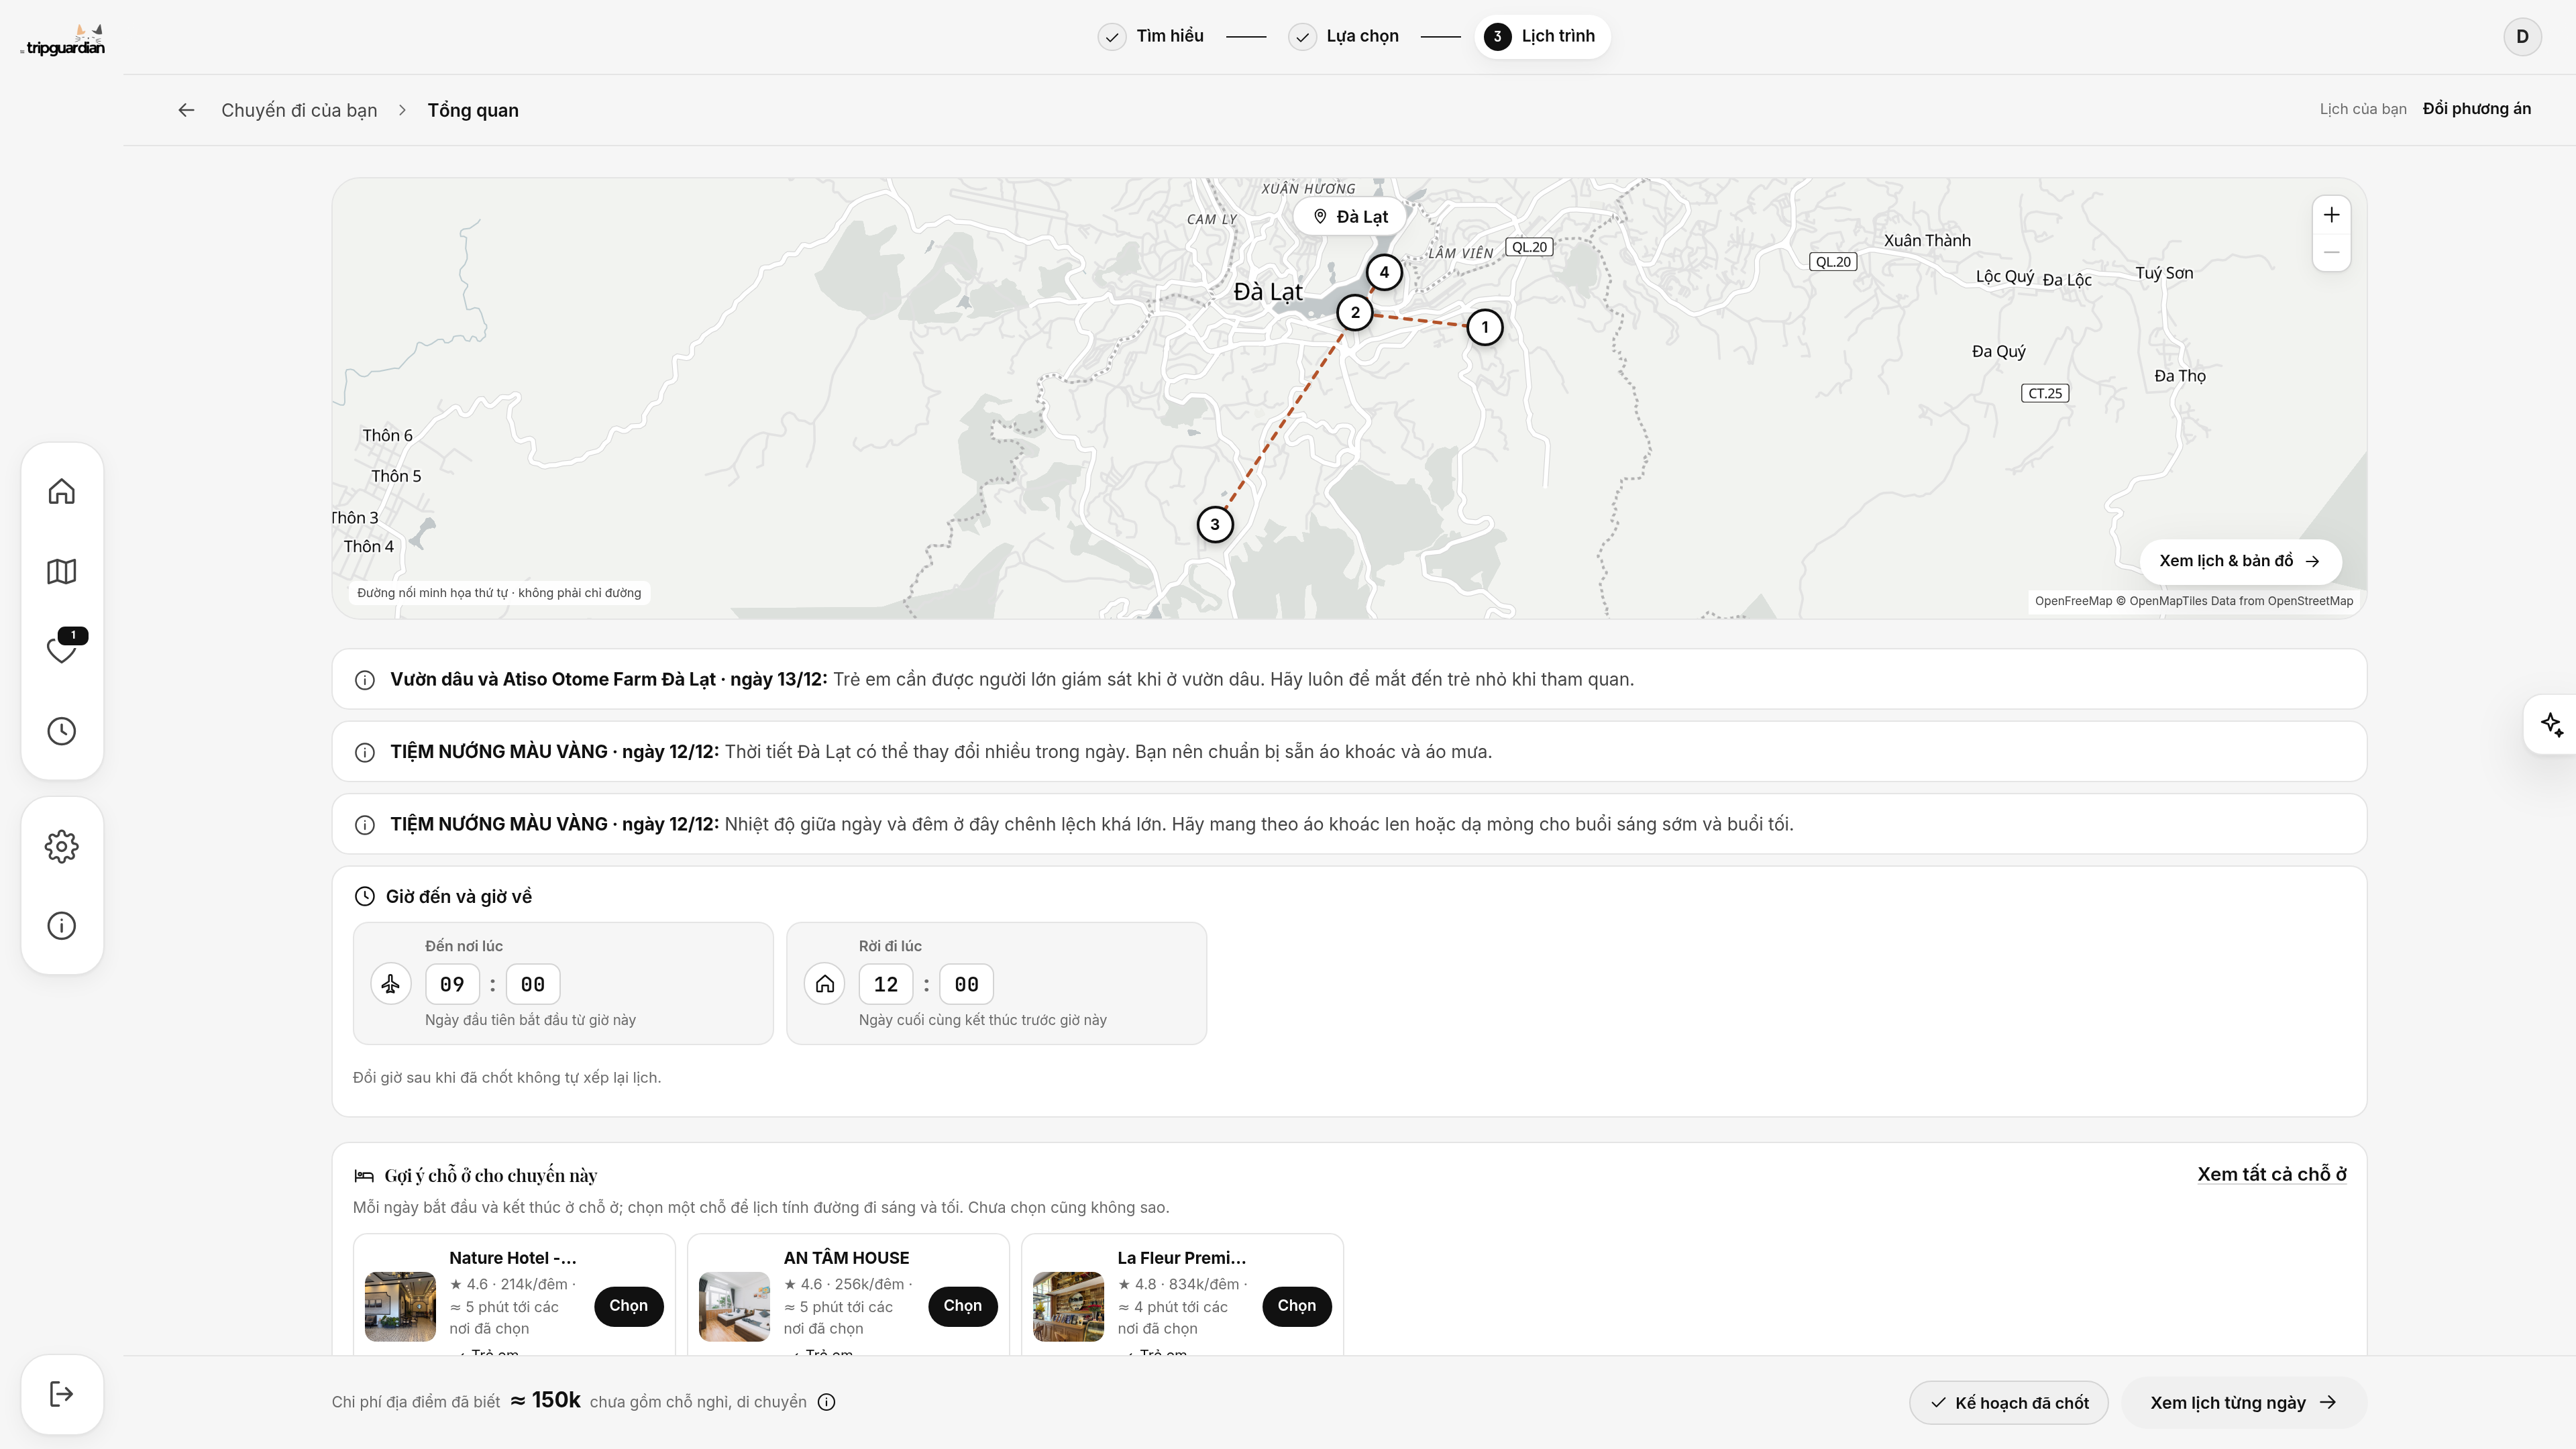 tripguardian
Tìm hiểu
Lựa chọn
3 Lịch trình
D
Chuyến đi của bạn
Tổng quan
Lịch của bạn
Đổi phương án
XUÂN HƯƠNG
CAM LY
Đà Lạt
LÂM VIÊN
QL.20
QL.20
Xuân Thành
Lộc Quý
Đa Lộc
Tuý Sơn
Đà Lạt
4
2
1
Đa Quý
Đa Thọ
CT.25
Thôn 6
Thôn 5
Thôn 3
Thôn 4
3
Xem lịch & bản đồ
Đường nối minh họa thứ tự · không phải chỉ đường
OpenFreeMap © OpenMapTiles Data from OpenStreetMap
1
Vườn dâu và Atiso Otome Farm Đà Lạt · ngày 13/12: Trẻ em cần được người lớn giám sát khi ở vườn dâu. Hãy luôn để mắt đến trẻ nhỏ khi tham quan.
TIỆM NƯỚNG MÀU VÀNG · ngày 12/12: Thời tiết Đà Lạt có thể thay đổi nhiều trong ngày. Bạn nên chuẩn bị sẵn áo khoác và áo mưa.
TIỆM NƯỚNG MÀU VÀNG · ngày 12/12: Nhiệt độ giữa ngày và đêm ở đây chênh lệch khá lớn. Hãy mang theo áo khoác len hoặc dạ mỏng cho buổi sáng sớm và buổi tối.
Giờ đến và giờ về
Đến nơi lúc
09 : 00
Ngày đầu tiên bắt đầu từ giờ này
Rời đi lúc
12 : 00
Ngày cuối cùng kết thúc trước giờ này
Đổi giờ sau khi đã chốt không tự xếp lại lịch.
Gợi ý chỗ ở cho chuyến này
Xem tất cả chỗ ở
Mỗi ngày bắt đầu và kết thúc ở chỗ ở; chọn một chỗ để lịch tính đường đi sáng và tối. Chưa chọn cũng không sao.
Nature Hotel -...
★ 4.6 · 214k/đêm ·
≈ 5 phút tới các
nơi đã chọn
Trẻ em
Chọn
AN TÂM HOUSE
★ 4.6 · 256k/đêm ·
≈ 5 phút tới các
nơi đã chọn
Trẻ em
Chọn
La Fleur Premi...
★ 4.8 · 834k/đêm ·
≈ 4 phút tới các
nơi đã chọn
Trẻ em
Chọn
Chi phí địa điểm đã biết ≈ 150k chưa gồm chỗ nghỉ, di chuyển
Kế hoạch đã chốt
Xem lịch từng ngày